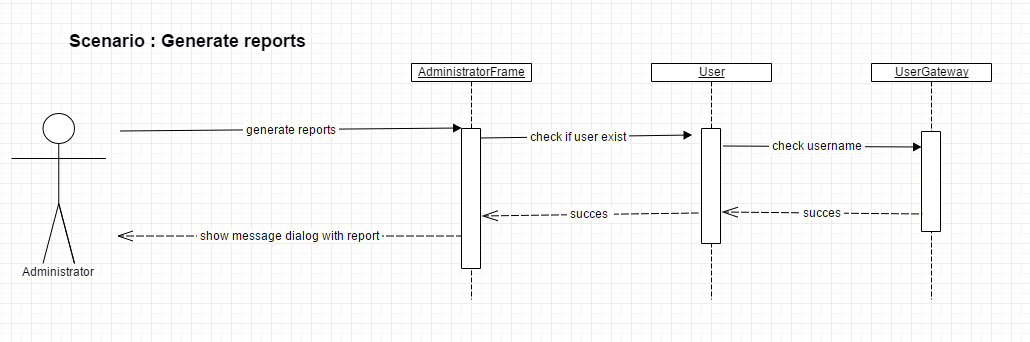 Scenario : Generate reports
AdministratorFrame
User
UserGateway
generate reports
check if user exist
check username
succes
succes
show message dialog with report
Administrator